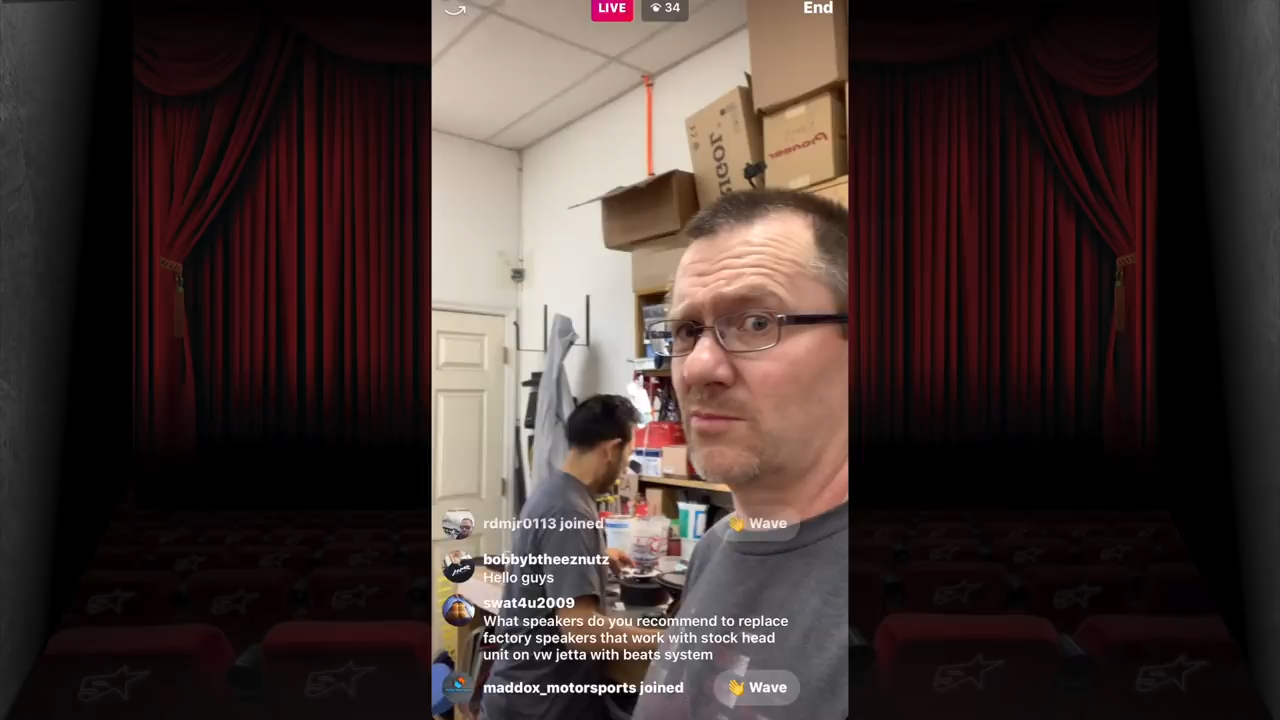 LIVE
34
End
RIGOR
Pioneer
rdmjr0113 joined
Wave
bobbybtheeznutz
Hello guys
swat4u2009
What speakers do you recommend to replace
factory speakers that work with stock head
unit on vw jetta with beats system
maddox_motorsports joined
Wave